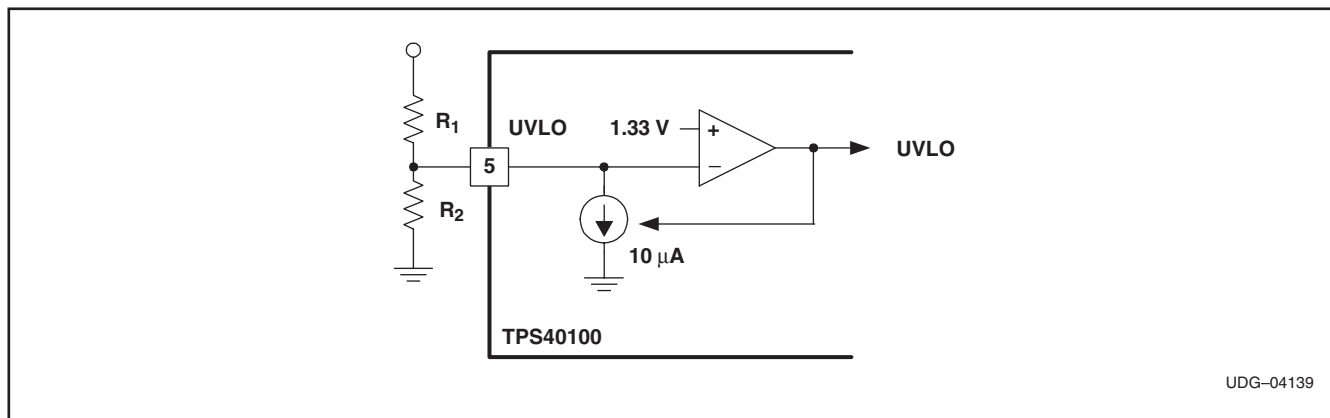 R1
UVLO
1.33 V
+
−
UVLO
5
R2
10 µA
TPS40100
UDG–04139